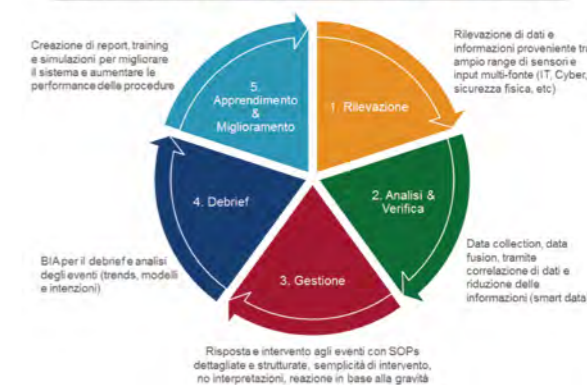 Creazione di report, training
e simulazioni per migliorare
il sistema e aumentare le
performance delle procedure
5.
Apprendimento
&
Miglioramento
1. Rilevazione
Rilevazione di dati e
informazioni proveniente
ampio range di sensori e
input multi-fonte (IT, Cyber,
sicurezza fisica, etc)
4. Debrief
2. Analisi &
Verifica
BIA per il debrief e analisi
degli eventi (trends, modelli
e intenzioni)
3. Gestione
Data collection, data
fusion, tramite
correlazione di dati e
riduzione delle
informazioni (smart data
Risposta e intervento agli eventi con SOPs
dettagliate e strutturate, semplicità di intervento,
no interpretazioni, reazione in base alla gravità